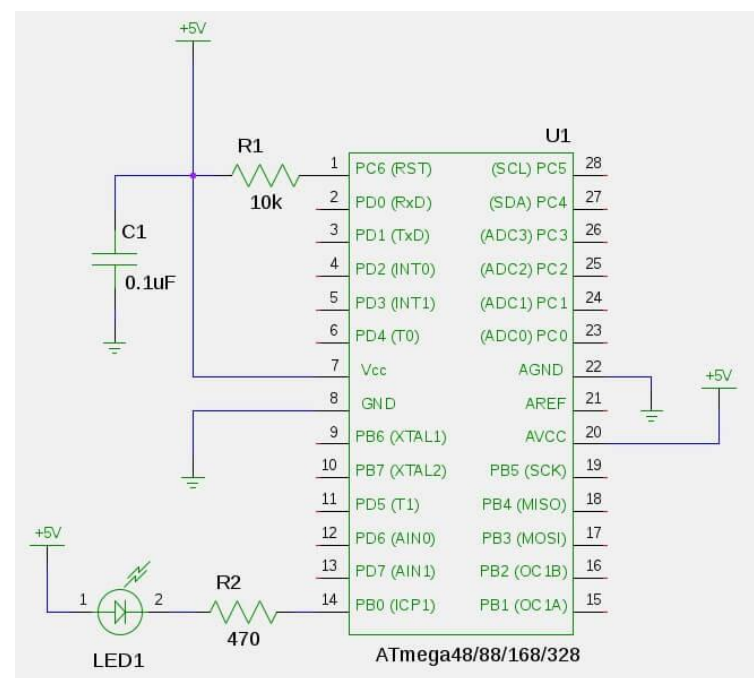 +5V
U1
R1
10k
C1
0.1uF
1 PC6 (RST) (SCL) PC5 28
2 PD0 (RxD) (SDA) PC4 27
3 PD1 (TxD) (ADC3) PC3 26
4 PD2 (INT0) (ADC2) PC2 25
5 PD3 (INT1) (ADC1) PC1 24
6 PD4 (T0) (ADC0) PC0 23
7 Vcc AGND 22
8 GND AREF 21
+5V
9 PB6 (XTAL1) AVCC 20
10 PB7 (XTAL2) PB5 (SCK) 19
11 PD5 (T1) PB4 (MISO) 18
12 PD6 (AIN0) PB3 (MOSI) 17
13 PD7 (AIN1) PB2 (OC1B) 16
14 PB0 (ICP1) PB1 (OC1A) 15
+5V
1 2
LED1
R2
470
ATmega48/88/168/328